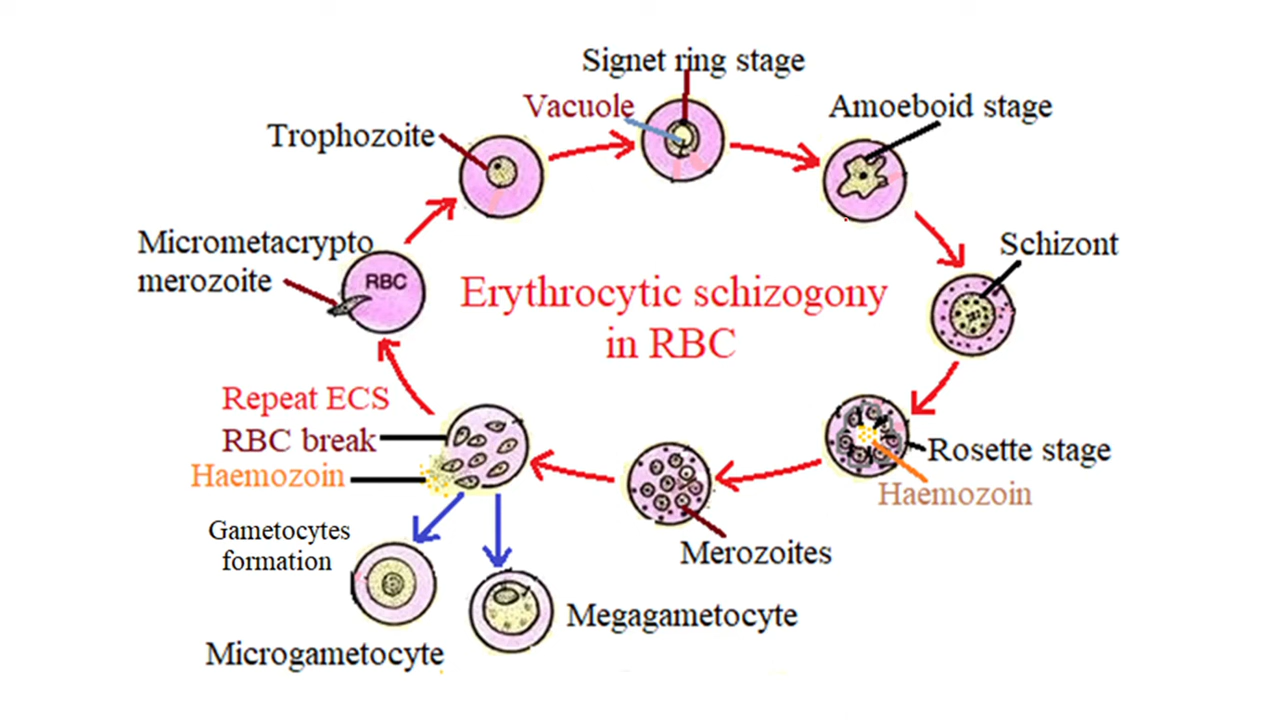 Signet ring stage
Vacuole
Amoeboid stage
Trophozoite
Micrometacrypto
merozoite
RBC
Schizont
Erythrocytic schizogony
in RBC
Repeat ECS
RBC break
Haemozoin
Rosette stage
Haemozoin
Merozoites
Gametocytes
formation
Megagametocyte
Microgametocyte